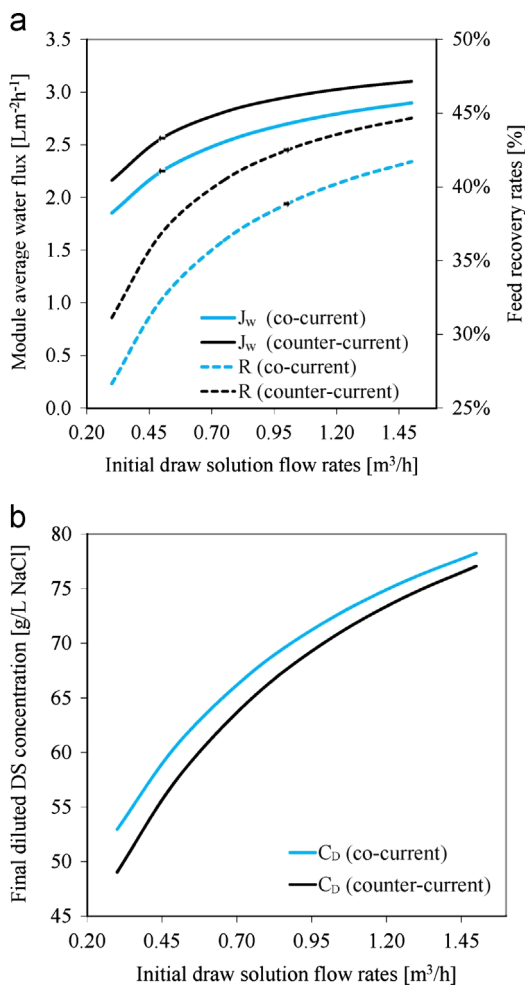 a
Module average water flux [Lm⁻²h⁻¹]
3.5
3.0
2.5
2.0
1.5
1.0
0.5
0.0
50%
45%
40%
35%
30%
25%
Feed recovery rates [%]
J_W (co-current)
J_W (counter-current)
R (co-current)
R (counter-current)
0.20 0.45 0.70 0.95 1.20 1.45
Initial draw solution flow rates [m³/h]
b
Final diluted DS concentration [g/L NaCl]
80
75
70
65
60
55
50
45
C_D (co-current)
C_D (counter-current)
0.20 0.45 0.70 0.95 1.20 1.45
Initial draw solution flow rates [m³/h]